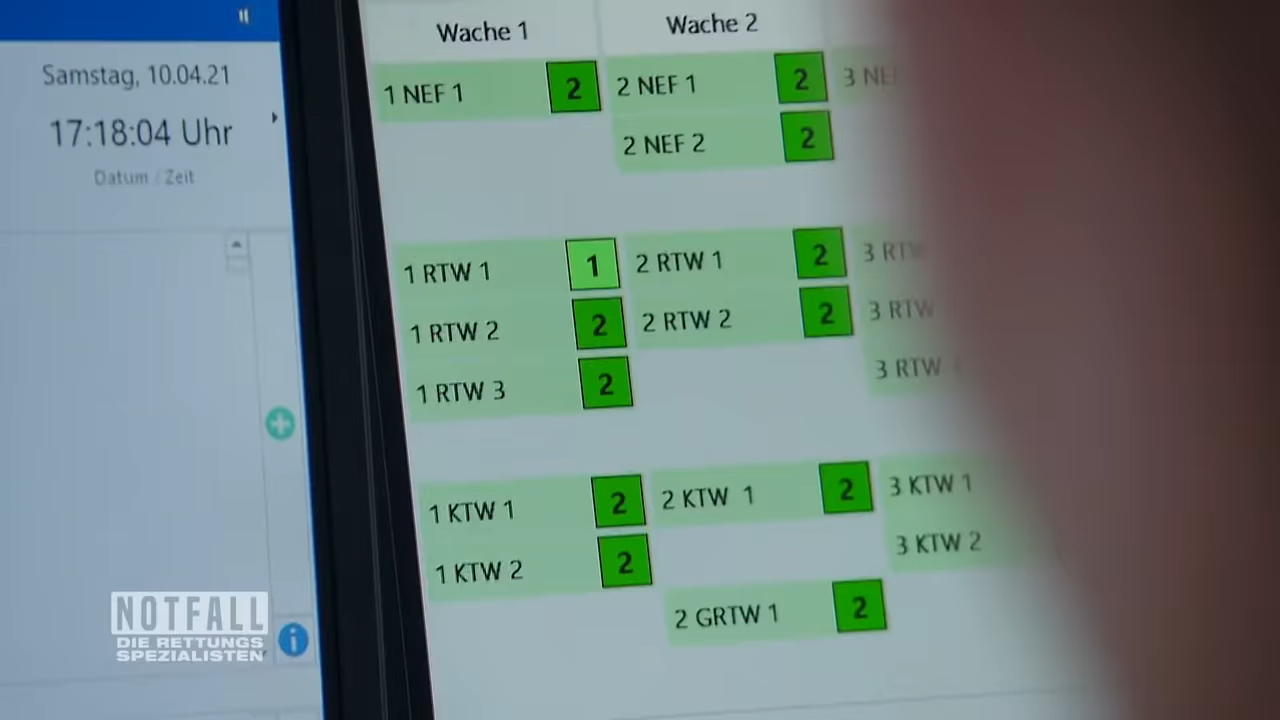 Samstag, 10.04.21
17:18:04 Uhr
Datum / Zeit
Wache 1
Wache 2
1 NEF 1 2
2 NEF 1 2
3 NEF
2 NEF 2 2
1 RTW 1 1
2 RTW 1 2
3 RTW
1 RTW 2 2
2 RTW 2 2
3 RTW
1 RTW 3 2
3 RTW
1 KTW 1 2
2 KTW 1 2
3 KTW 1
1 KTW 2 2
3 KTW 2
2 GRTW 1 2
NOTFALL
DIE RETTUNGS
SPEZIALISTEN